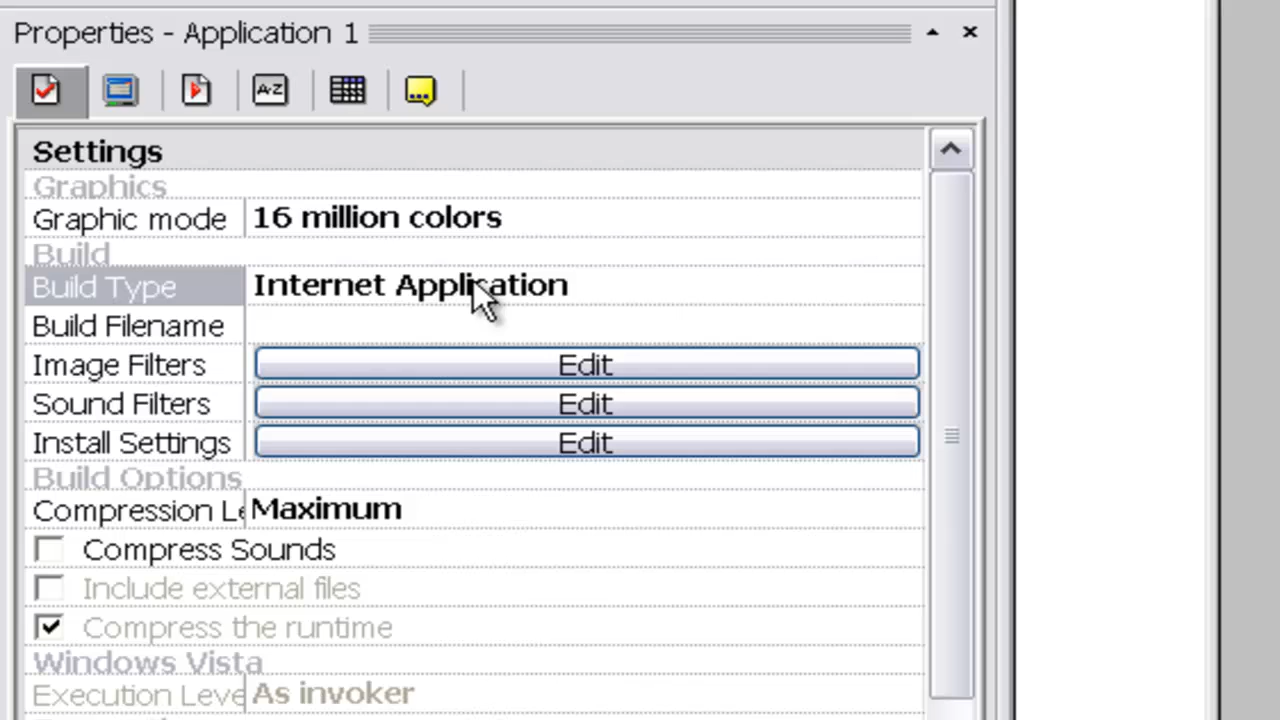 Properties - Application 1
A-Z
Settings
Graphics
Graphic mode 16 million colors
Build
Build Type Internet Application
Build Filename
Image Filters Edit
Sound Filters Edit
Install Settings Edit
Build Options
Compression Le Maximum
Compress Sounds
Include external files
Compress the runtime
Windows Vista
Execution Leve As invoker